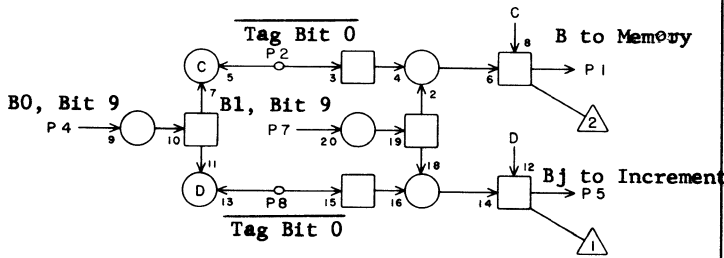 Tag Bit 0
P2
C
B to Memory
C
5
3
4
6
8
P1
7
2
B0, Bit 9
B1, Bit 9
P4
9
10
P7
20
19
2
11
18
D
Bj to Increment
D
13
P8
15
16
14
12
P5
Tag Bit 0
1